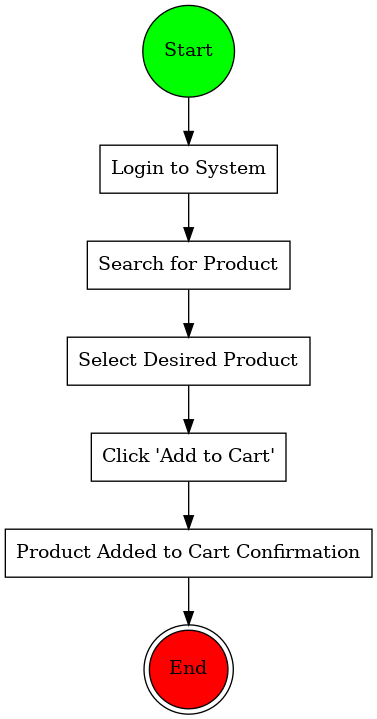 Start
Login to System
Search for Product
Select Desired Product
Click 'Add to Cart'
Product Added to Cart Confirmation
End